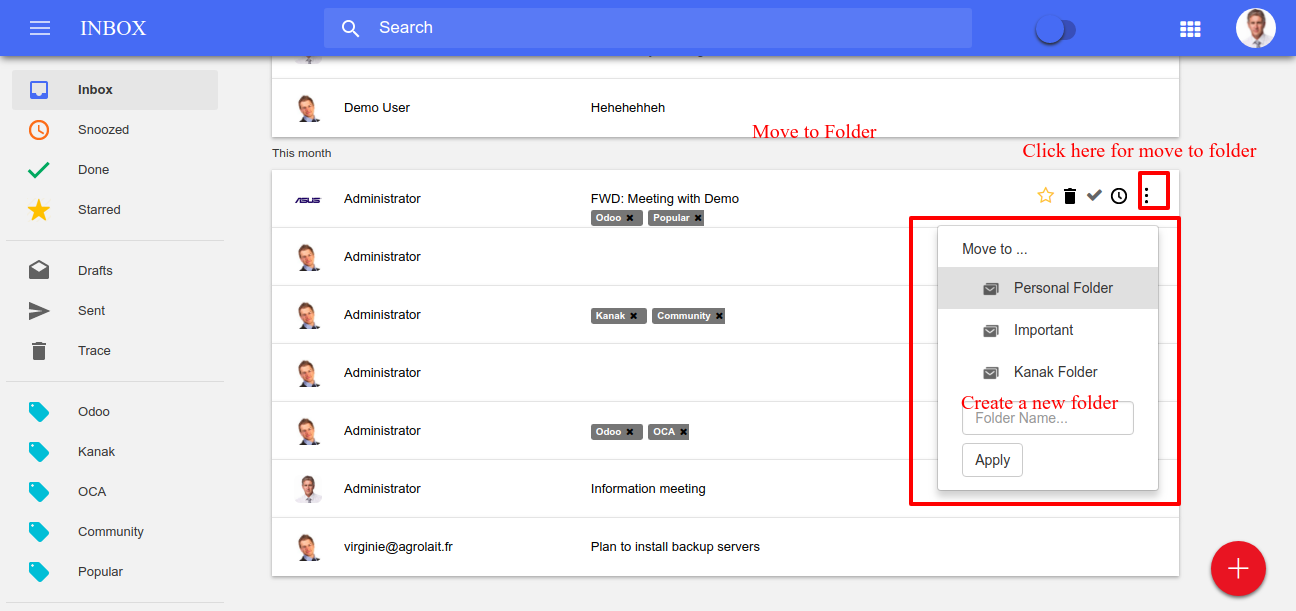 INBOX
Search
Inbox
Snoozed
Done
Starred
Drafts
Sent
Trace
Odoo
Kanak
OCA
Community
Popular
Demo User Hehehehheh
Move to Folder
This month
Click here for move to folder
ASUS Administrator FWD: Meeting with Demo
Odoo × Popular ×
Administrator
Administrator Kanak × Community ×
Administrator
Administrator Odoo × OCA ×
Administrator Information meeting
virginie@agrolait.fr Plan to install backup servers
Move to ...
Personal Folder
Important
Kanak Folder
Create a new folder
Folder Name...
Apply